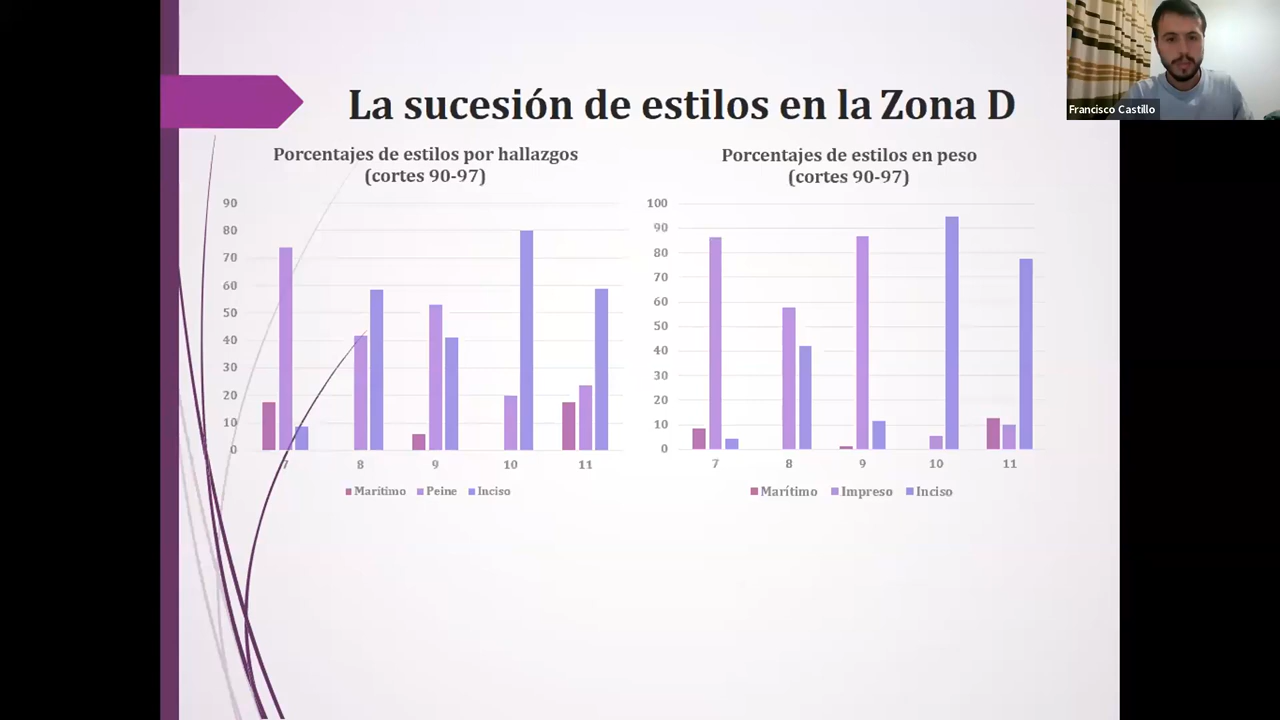 La sucesión de estilos en la Zona D
Francisco Castillo
Porcentajes de estilos por hallazgos
(cortes 90-97)
90
80
70
60
50
40
30
20
10
0
7 8 9 10 11
Marítimo Peine Inciso
Porcentajes de estilos en peso
(cortes 90-97)
100
90
80
70
60
50
40
30
20
10
0
7 8 9 10 11
Marítimo Impreso Inciso